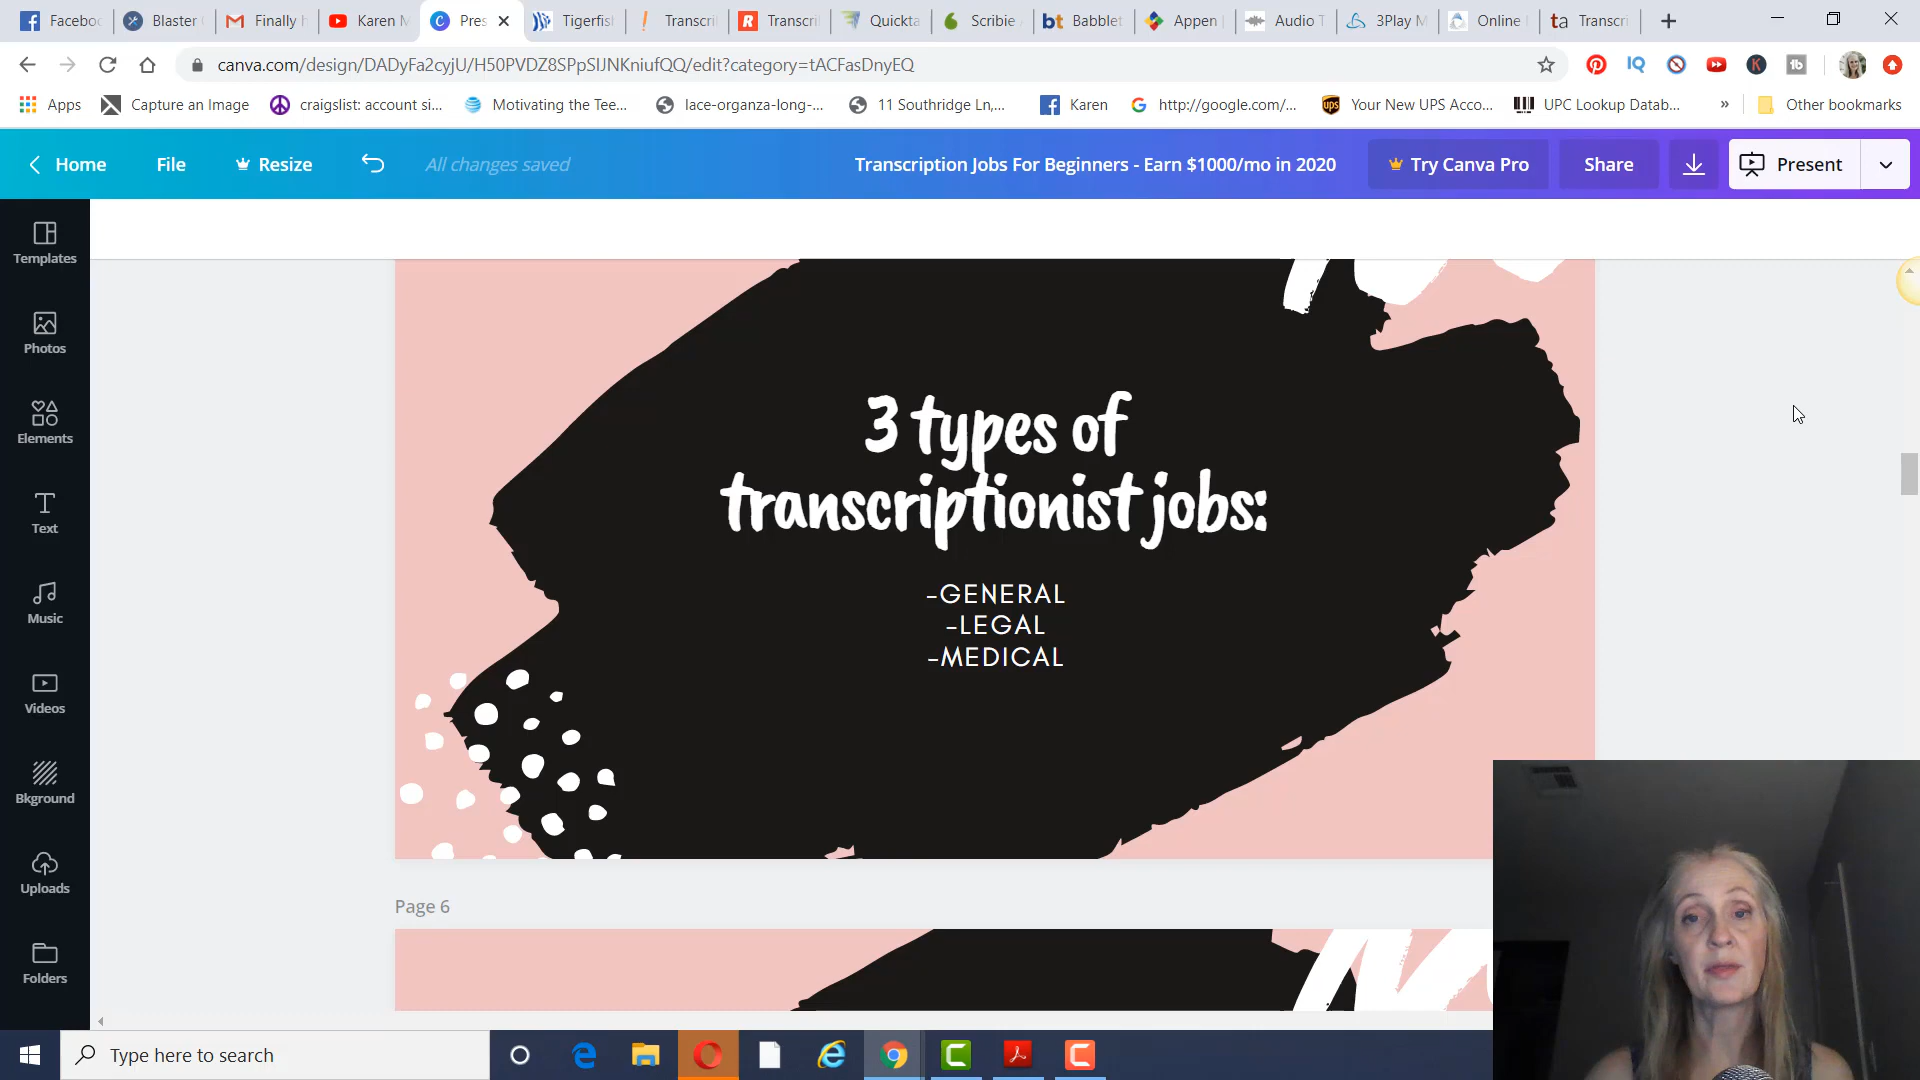 Faceboo
Blaster
Finally h
Karen M
Pres
Tigerfis
Transcri
Transcri
Quickta
Scribie
Babblet
Appen
Audio T
3Play M
Online
Transcri
canva.com/design/DADyFa2cyjU/H50PVDZ8SPpSIJNKniufQQ/edit?category=tACFasDnyEQ
Apps
Capture an Image
craigslist: account si...
Motivating the Tee...
lace-organza-long-...
11 Southridge Ln,...
Karen
http://google.com/...
Your New UPS Acco...
UPC Lookup Datab...
»
Other bookmarks
Home
File
Resize
All changes saved
Transcription Jobs For Beginners - Earn $1000/mo in 2020
Try Canva Pro
Share
Present
Templates
Photos
Elements
Text
Music
Videos
Bkground
Uploads
Folders
3 types of
transcriptionist jobs:
-GENERAL
-LEGAL
-MEDICAL
Page 6
Type here to search